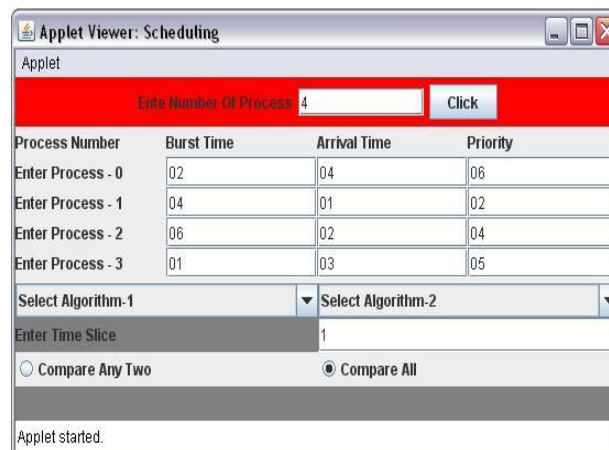 Applet Viewer: Scheduling
Applet
Ente Number Of Process 4 Click
Process Number Burst Time Arrival Time Priority
Enter Process - 0 02 04 06
Enter Process - 1 04 01 02
Enter Process - 2 06 02 04
Enter Process - 3 01 03 05
Select Algorithm-1 Select Algorithm-2
Enter Time Slice 1
Compare Any Two Compare All
Applet started.